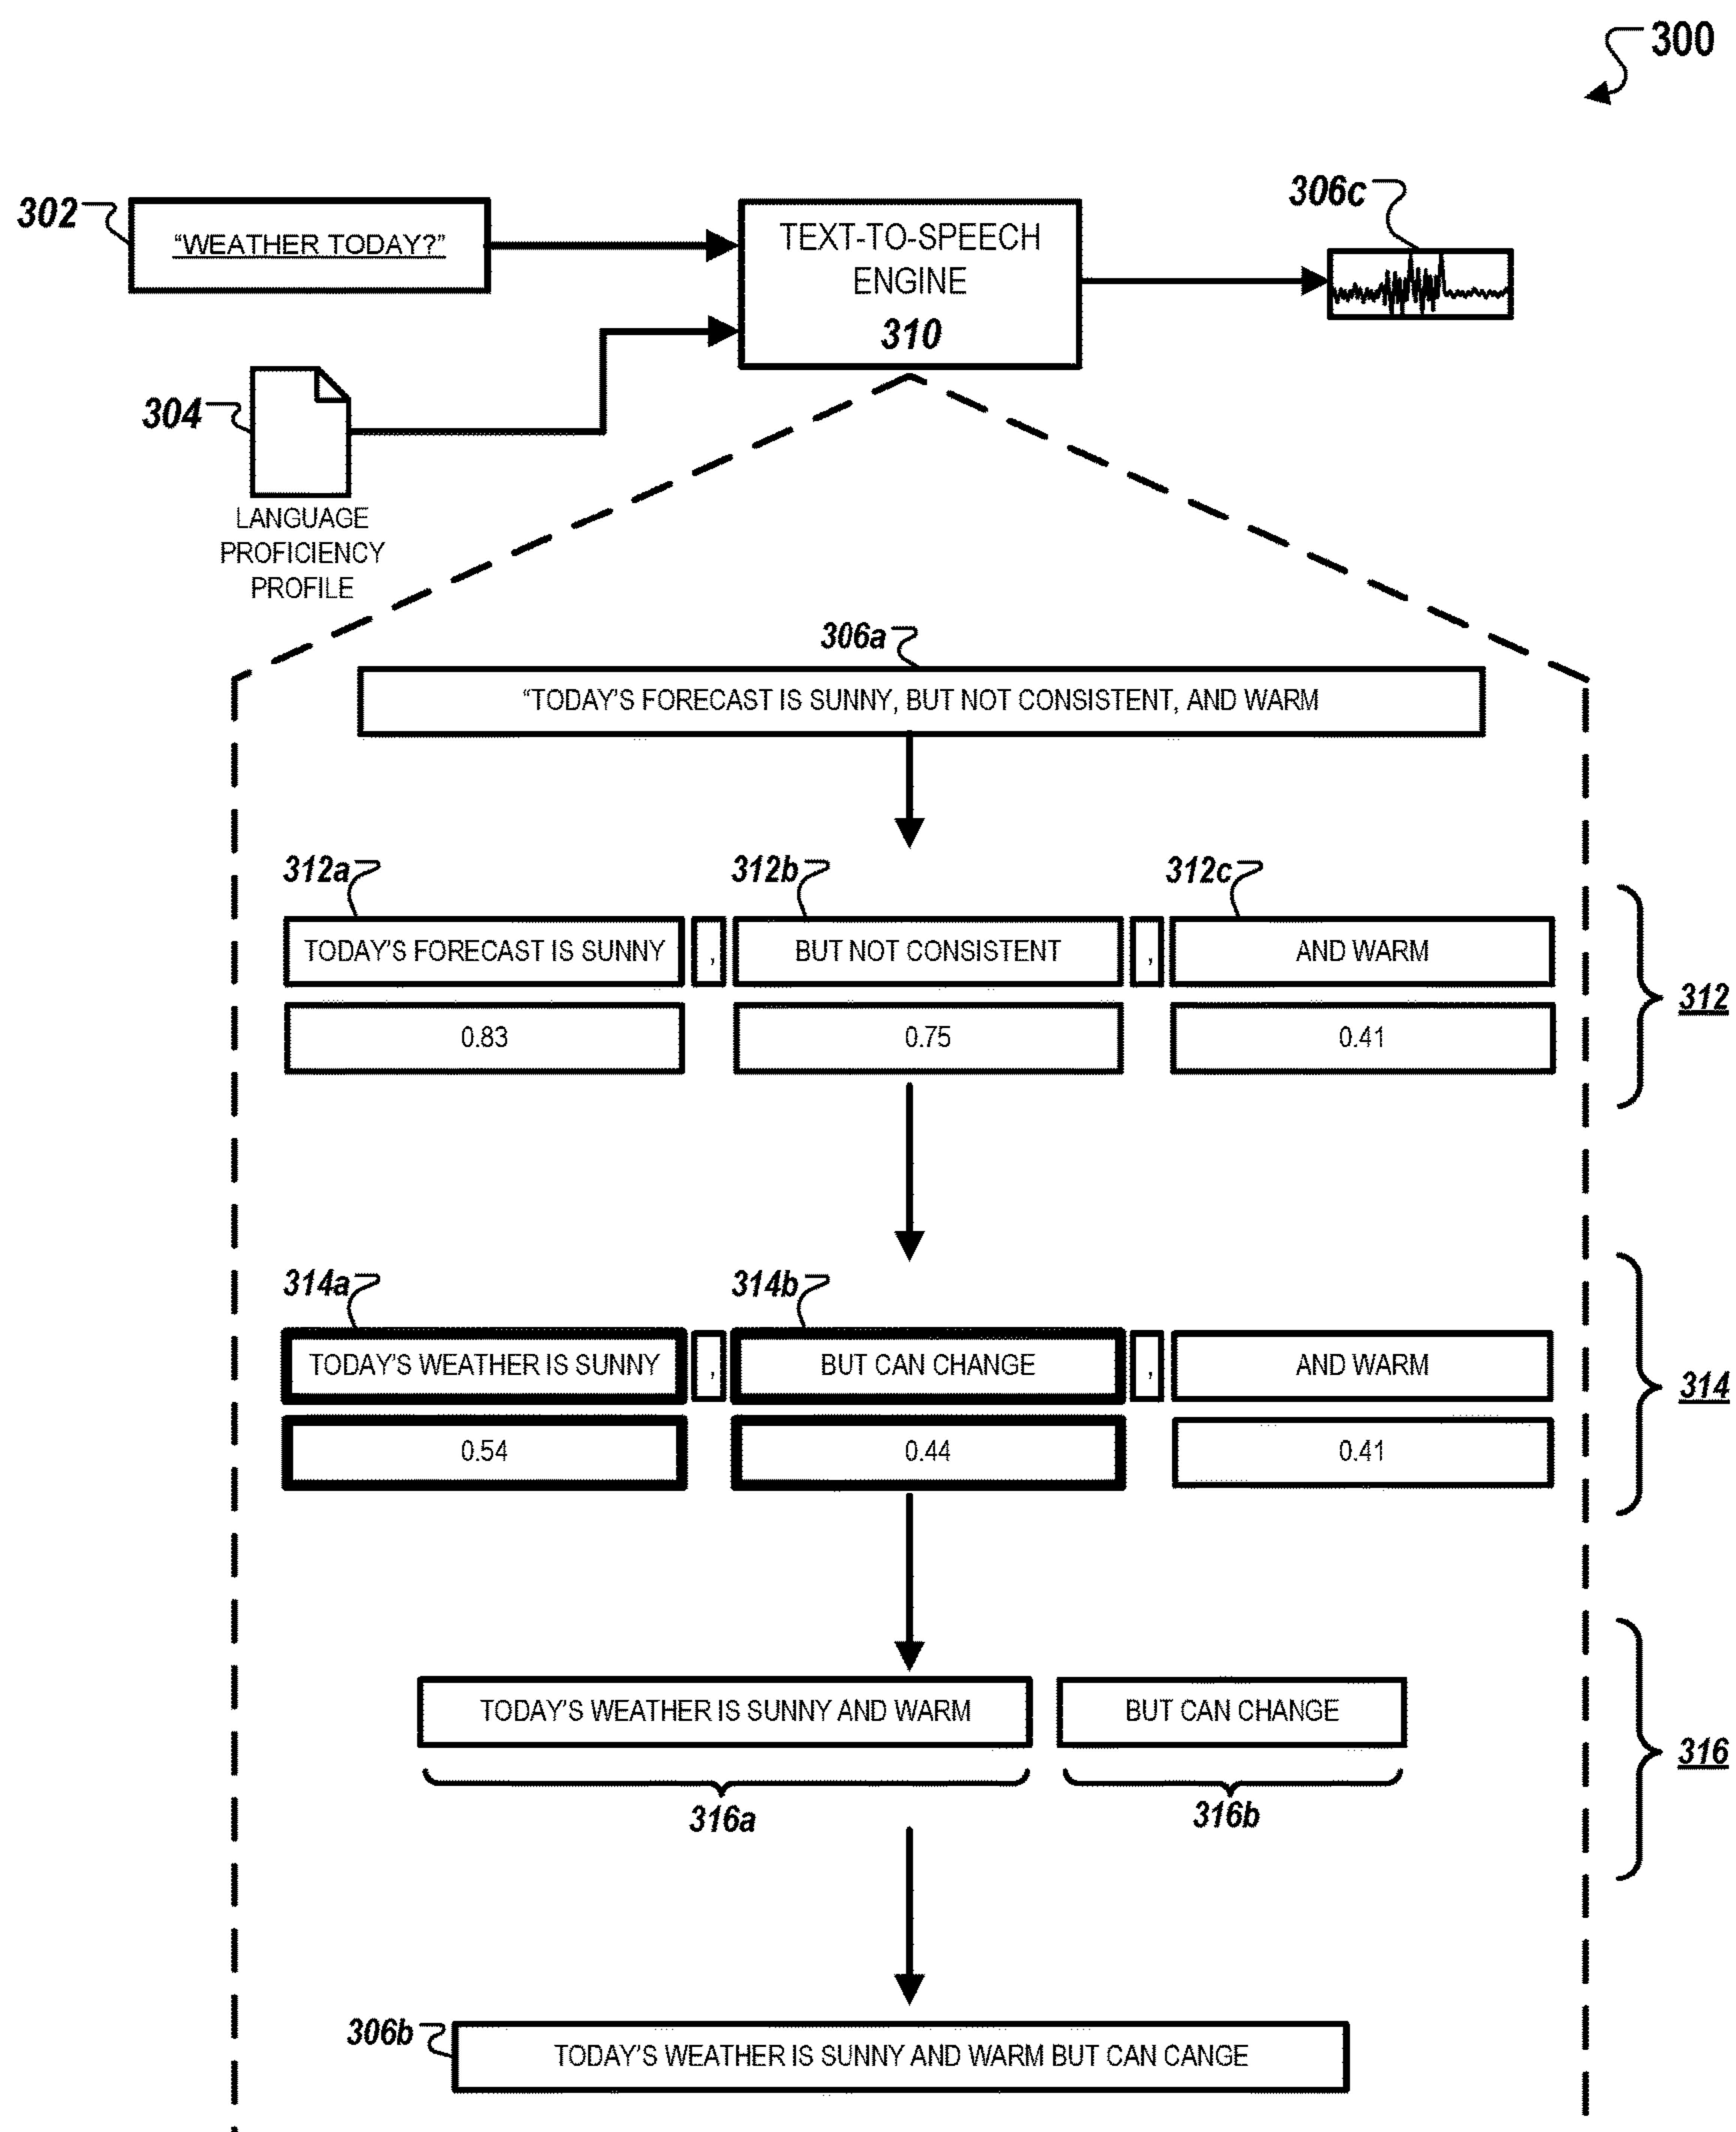 300
302
"WEATHER TODAY?"
TEXT-TO-SPEECH
ENGINE
310
306c
304
LANGUAGE
PROFICIENCY
PROFILE
306a
"TODAY'S FORECAST IS SUNNY, BUT NOT CONSISTENT, AND WARM
312a
312b
312c
TODAY'S FORECAST IS SUNNY , BUT NOT CONSISTENT , AND WARM
0.83 0.75 0.41
312
314a
314b
TODAY'S WEATHER IS SUNNY , BUT CAN CHANGE , AND WARM
0.54 0.44 0.41
314
TODAY'S WEATHER IS SUNNY AND WARM BUT CAN CHANGE
316a
316b
316
306b
TODAY'S WEATHER IS SUNNY AND WARM BUT CAN CANGE